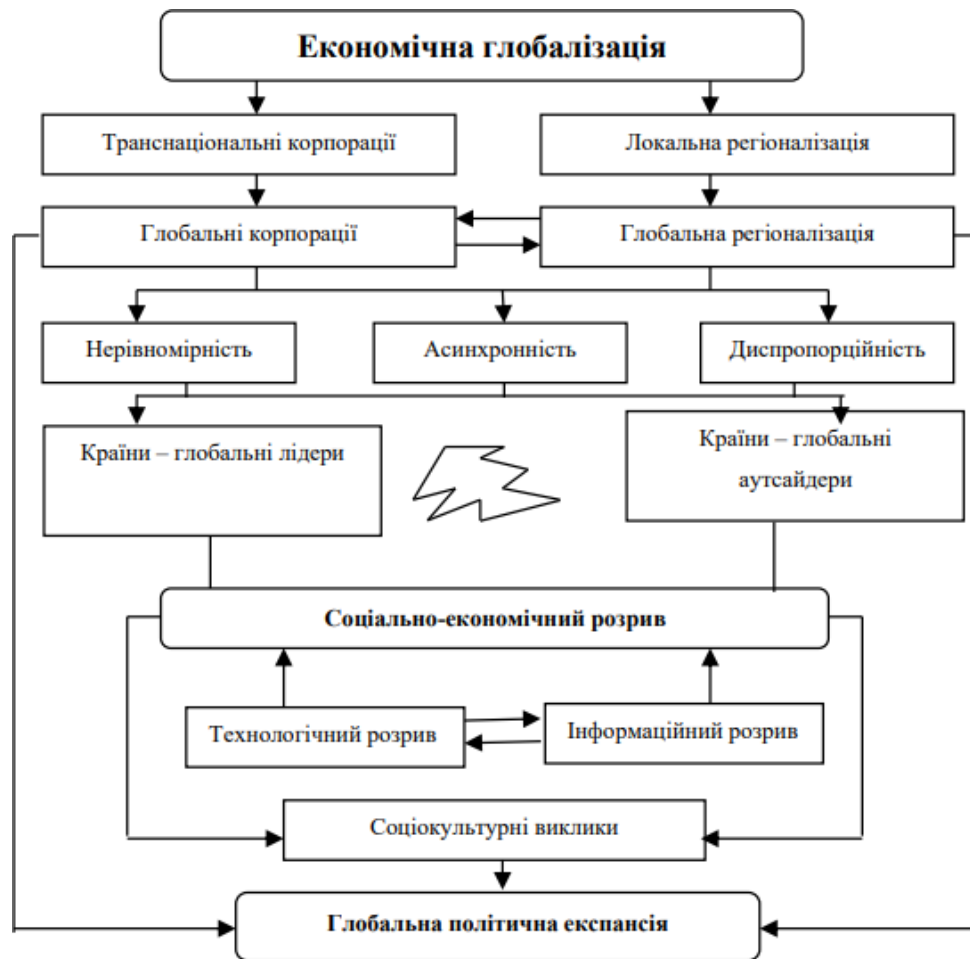 Економічна глобалізація
Транснаціональні корпорації
Локальна регіоналізація
Глобальні корпорації
Глобальна регіоналізація
Нерівномірність
Асинхронність
Диспропорційність
Країни – глобальні лідери
Країни – глобальні
аутсайдери
Соціально-економічний розрив
Технологічний розрив
Інформаційний розрив
Соціокультурні виклики
Глобальна політична експансія